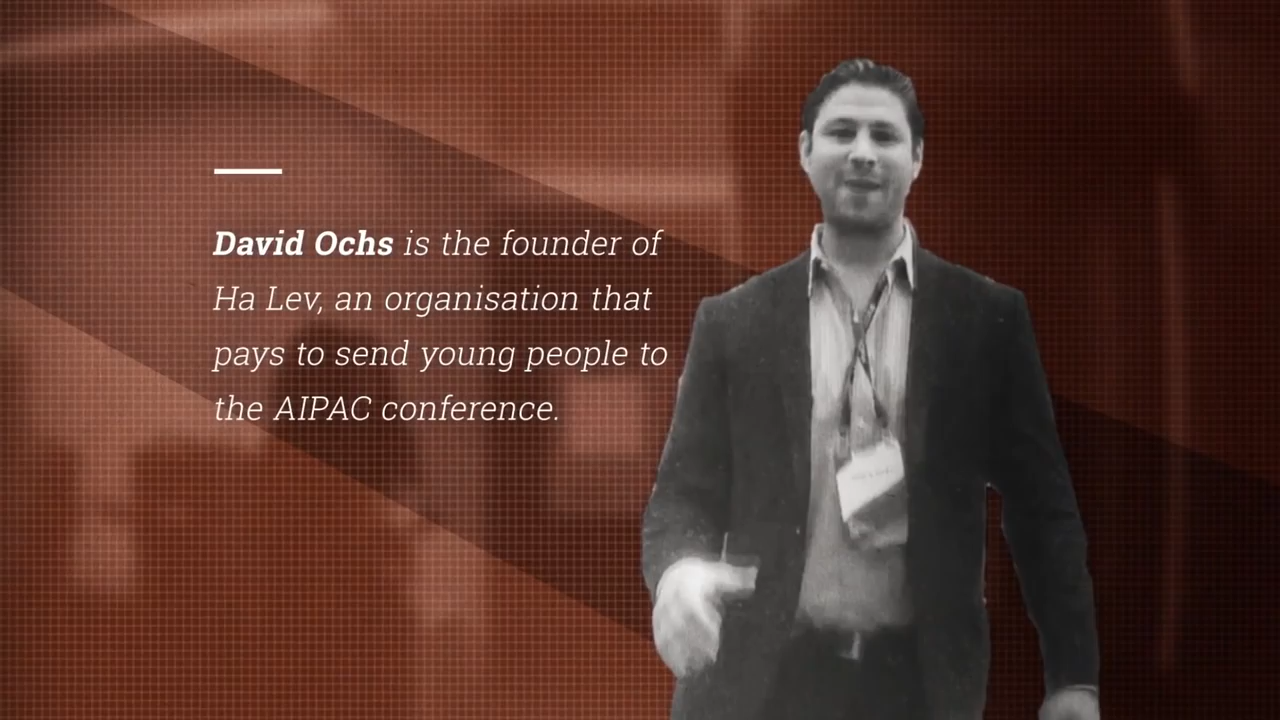 David Ochs is the founder of
Ha Lev, an organisation that
pays to send young people to
the AIPAC conference.